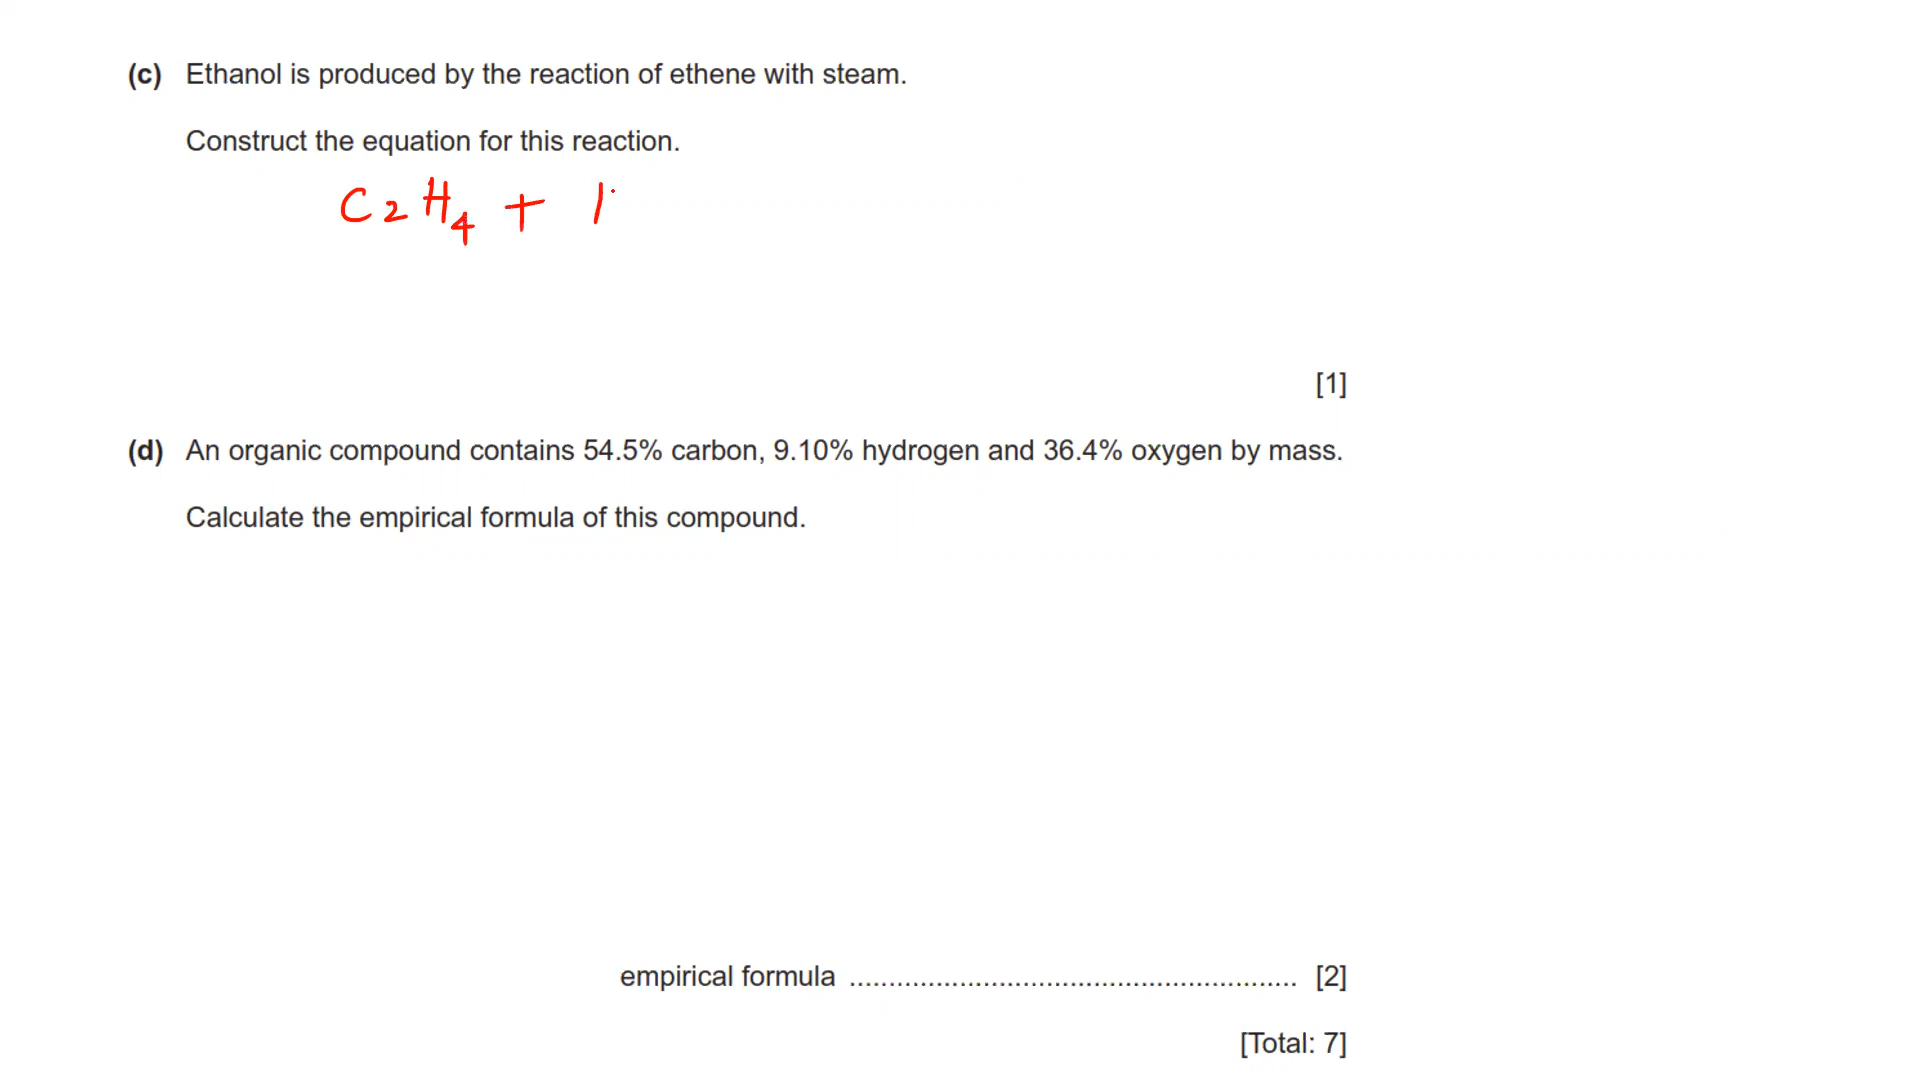 (c) Ethanol is produced by the reaction of ethene with steam.
Construct the equation for this reaction.
C₂H₄ +
[1]
(d) An organic compound contains 54.5% carbon, 9.10% hydrogen and 36.4% oxygen by mass.
Calculate the empirical formula of this compound.
empirical formula ........................................................ [2]
[Total: 7]